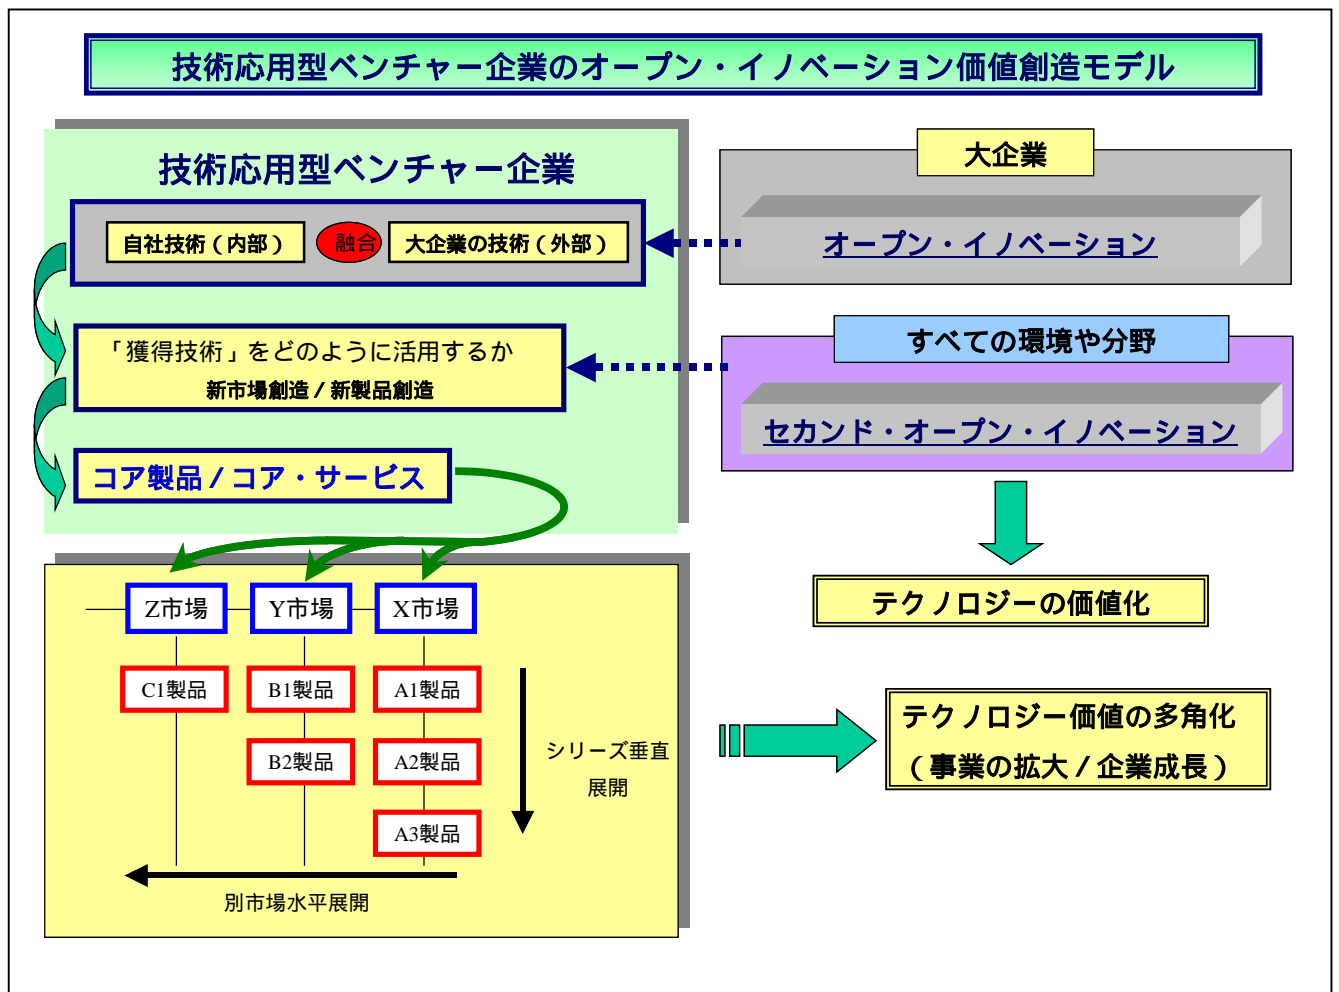 技術応用型ベンチャー企業のオープン・イノベーション価値創造モデル
技術応用型ベンチャー企業
自社技術（内部）
融合
大企業の技術（外部）
「獲得技術」をどのように活用するか
新市場創造/新製品創造
コア製品/コア・サービス
大企業
オープン・イノベーション
すべての環境や分野
セカンド・オープン・イノベーション
テクノロジーの価値化
Z市場
Y市場
X市場
C1製品
B1製品
A1製品
B2製品
A2製品
A3製品
シリーズ垂直
展開
別市場水平展開
テクノロジー価値の多角化
（事業の拡大/企業成長）